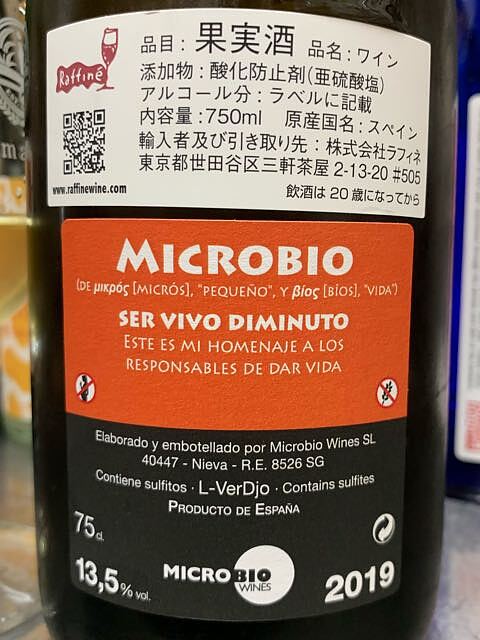 Raffiné
品目:果実酒 品名:ワイン
添加物:酸化防止剤(亜硫酸塩)
アルコール分:ラベルに記載
内容量:750ml 原産国名:スペイン
輸入者及び引き取り先:株式会社ラフィネ
東京都世田谷区三軒茶屋 2-13-20 #505
www.raffinewine.com
飲酒は 20 歳になってから
MICROBIO
(DE μικρός [MICRÓS], "PEQUEÑO", Y βίος [BÍOS], "VIDA")
SER VIVO DIMINUTO
ESTE ES MI HOMENAJE A LOS
RESPONSABLES DE DAR VIDA
Elaborado y embotellado por Microbio Wines SL
40447 - Nieva - R.E. 8526 SG
Contiene sulfitos · L-VerDjo · Contains sulfites
PRODUCTO DE ESPAÑA
75cl.
13,5% vol.
MICRO BIO
WINES
2019